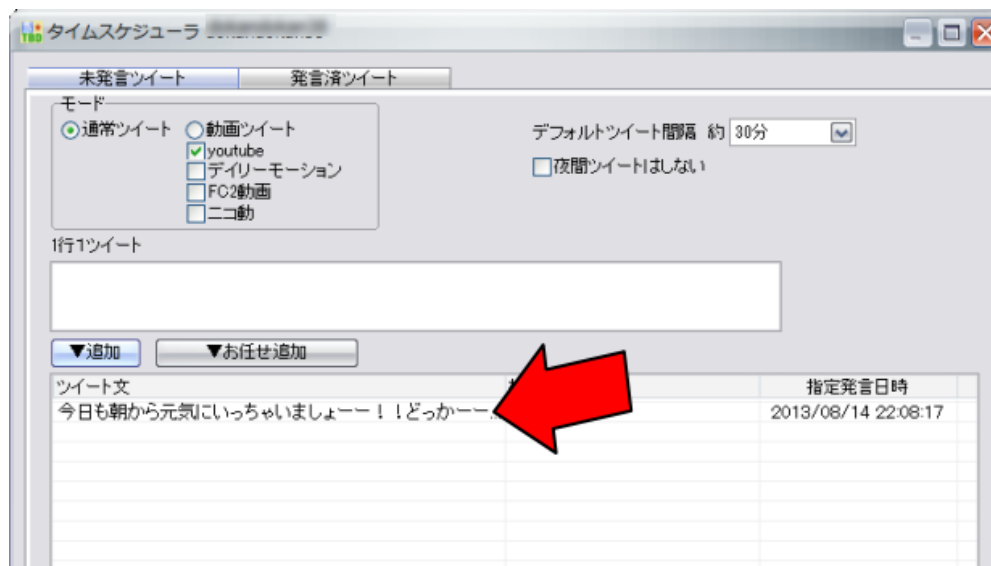 タイムスケジューラ
未発言ツイート 発言済ツイート
モード
通常ツイート 動画ツイート
youtube
デイリーモーション
FC2動画
ニコ動
デフォルトツイート間隔 約 30分
夜間ツイートはしない
1行1ツイート
▼追加 ▼お任せ追加
ツイート文 指定発言日時
今日も朝から元気にいっちゃいましょーー！！どっかーー 2013/08/14 22:08:17